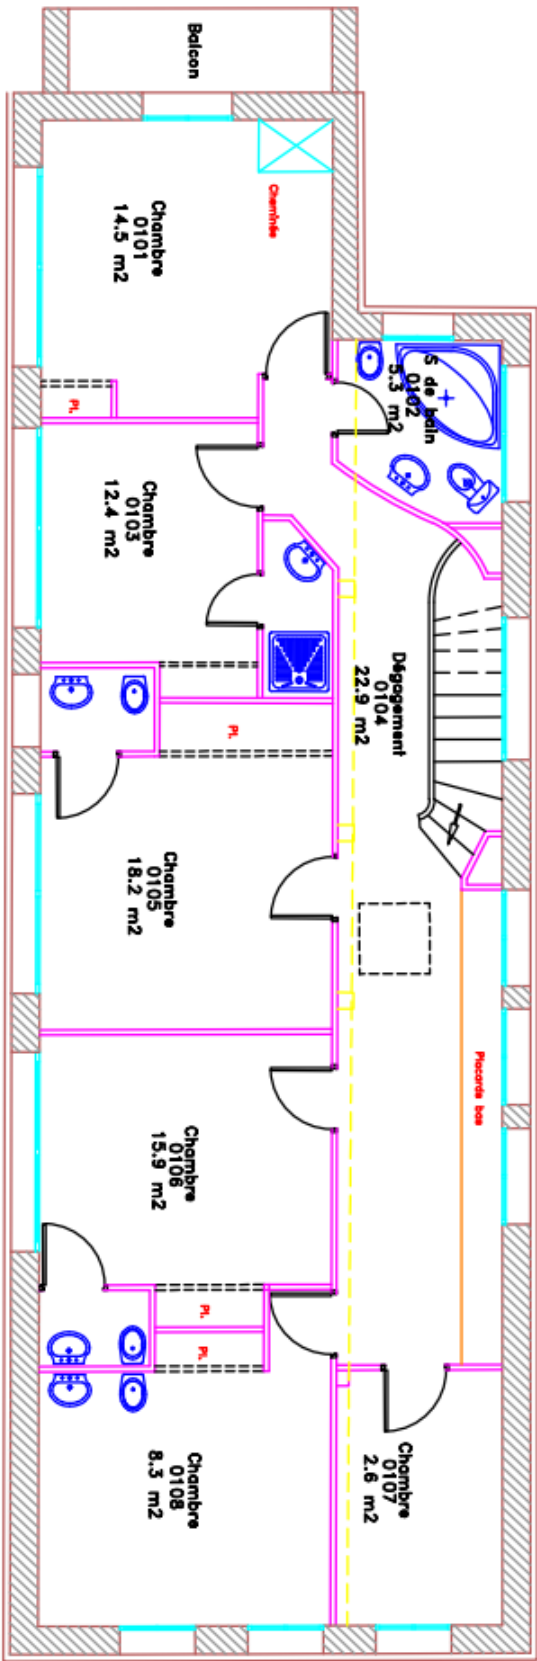 Balcon
Cheminée
Chambre
0101
14.5 m2
Pl.
S de bain
0102
5.3 m2
Chambre
0103
12.4 m2
Dégagement
0104
22.9 m2
Pl.
Chambre
0105
18.2 m2
Placards bas
Chambre
0106
15.9 m2
Pl.
Pl.
Chambre
0107
2.6 m2
Chambre
0108
8.3 m2